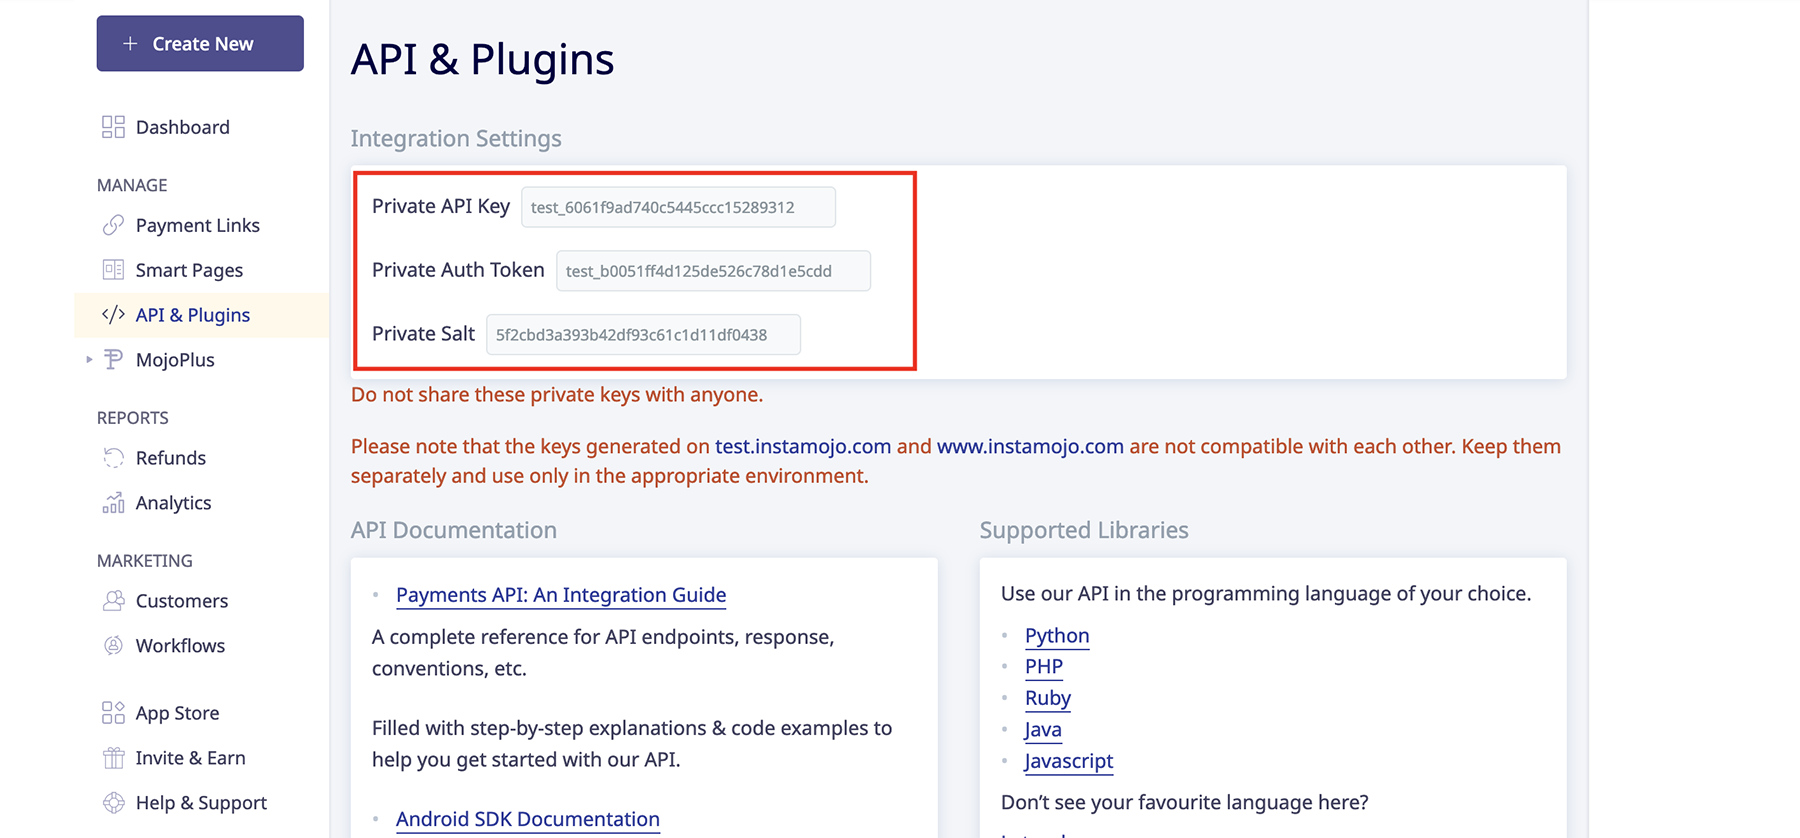 Create New
Dashboard
MANAGE
Payment Links
Smart Pages
API & Plugins
MojoPlus
REPORTS
Refunds
Analytics
MARKETING
Customers
Workflows
App Store
Invite & Earn
Help & Support
API & Plugins
Integration Settings
Private API Key test_6061f9ad740c5445ccc15289312
Private Auth Token test_b0051ff4d125de526c78d1e5cdd
Private Salt 5f2cbd3a393b42df93c61c1d11df0438
Do not share these private keys with anyone.
Please note that the keys generated on test.instamojo.com and www.instamojo.com are not compatible with each other. Keep them
separately and use only in the appropriate environment.
API Documentation
Payments API: An Integration Guide
A complete reference for API endpoints, response,
conventions, etc.
Filled with step-by-step explanations & code examples to
help you get started with our API.
Android SDK Documentation
Supported Libraries
Use our API in the programming language of your choice.
Python
PHP
Ruby
Java
Javascript
Don’t see your favourite language here?